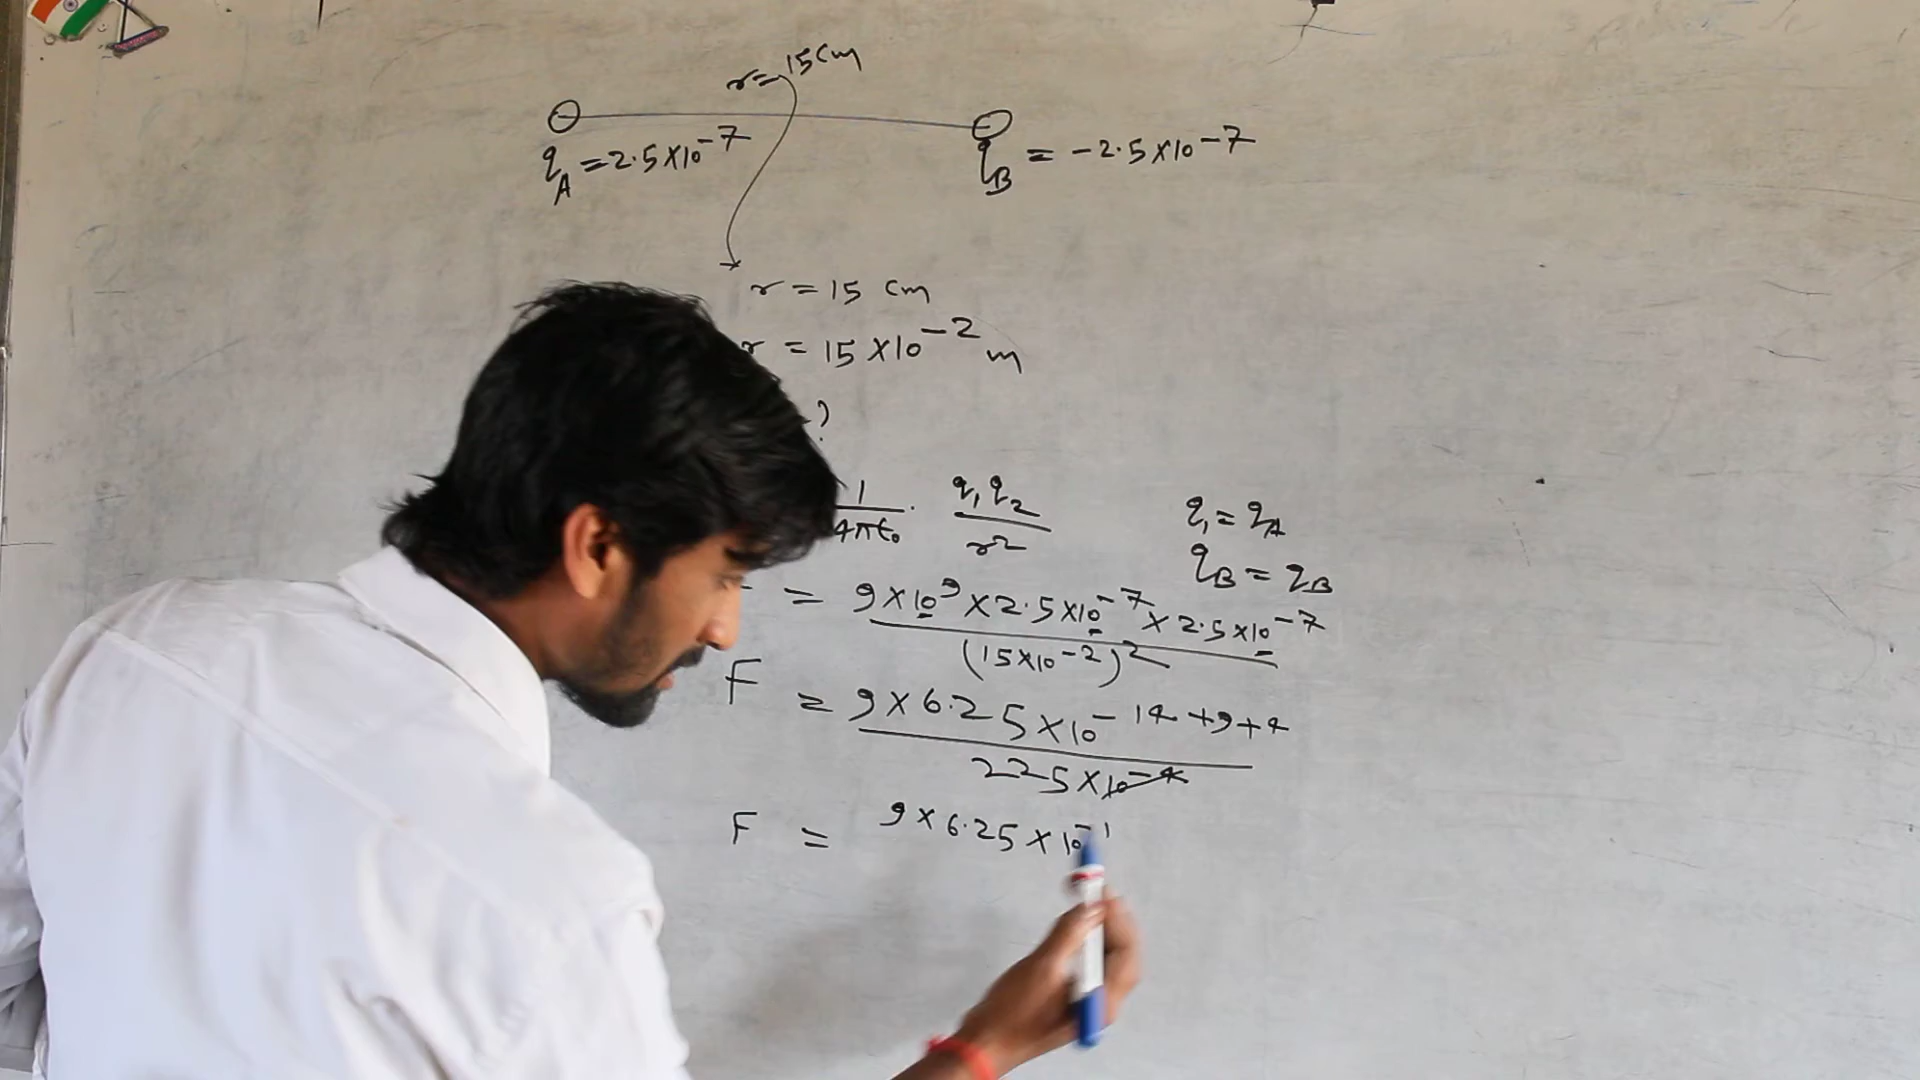 r = 15 cm
q_A = 2.5 × 10^-7
q_B = -2.5 × 10^-7
r = 15 cm
r = 15 × 10^-2 m
?
1/4πε₀ · q₁q₂/r²
q₁ = q_A
q_B = q_B
= 9 × 10^9 × 2.5 × 10^-7 × 2.5 × 10^-7
(15 × 10^-2)^2
F = 9 × 6.25 × 10^-14+9+4
225 × 10^-4
F = 9 × 6.25 × 10^-1